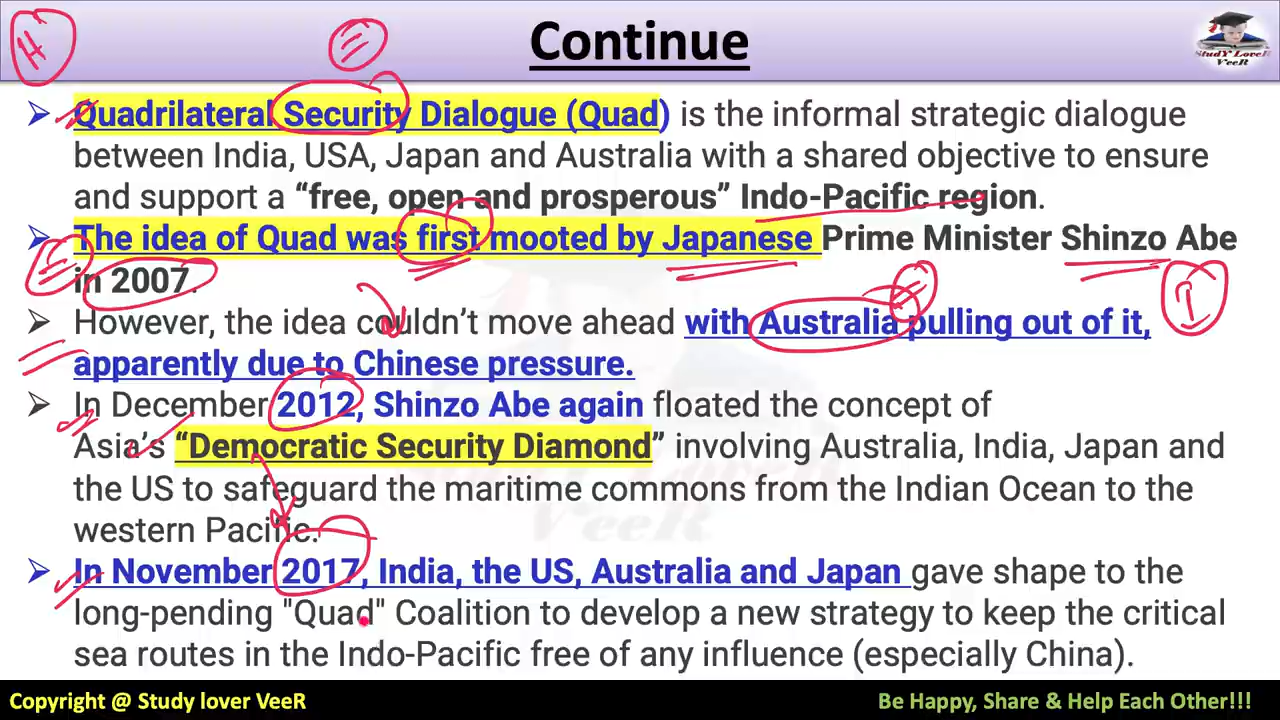 Continue
StudY LoveR
VeeR
➢ Quadrilateral Security Dialogue (Quad) is the informal strategic dialogue
between India, USA, Japan and Australia with a shared objective to ensure
and support a “free, open and prosperous” Indo-Pacific region.
➢ The idea of Quad was first mooted by Japanese Prime Minister Shinzo Abe
in 2007.
➢ However, the idea couldn’t move ahead with Australia pulling out of it,
apparently due to Chinese pressure.
➢ In December 2012, Shinzo Abe again floated the concept of
Asia’s “Democratic Security Diamond” involving Australia, India, Japan and
the US to safeguard the maritime commons from the Indian Ocean to the
western Pacific.
➢ In November 2017, India, the US, Australia and Japan gave shape to the
long-pending "Quad" Coalition to develop a new strategy to keep the critical
sea routes in the Indo-Pacific free of any influence (especially China).
Copyright @ Study lover VeeR
Be Happy, Share & Help Each Other!!!